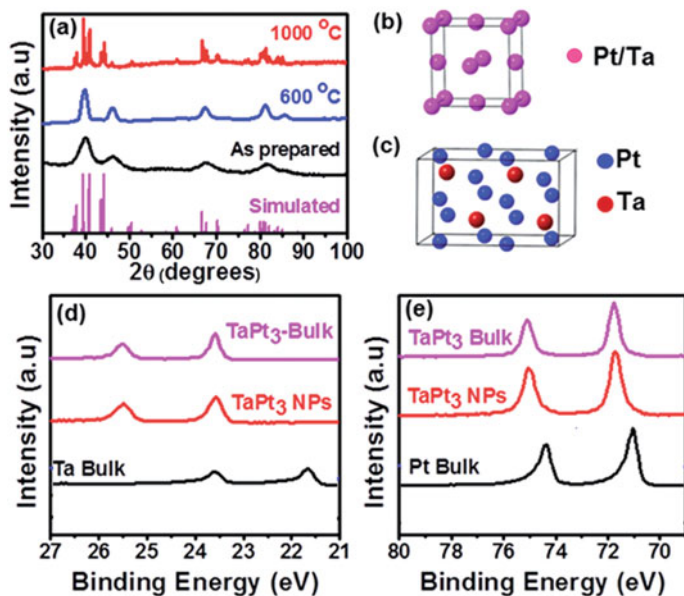 (a)
1000 °C
600 °C
As prepared
Simulated
Intensity (a.u)
30 40 50 60 70 80 90 100
2θ (degrees)
(b)
Pt/Ta
(c)
Pt
Ta
(d)
TaPt3-Bulk
TaPt3 NPs
Ta Bulk
Intensity (a.u)
27 26 25 24 23 22 21
Binding Energy (eV)
(e)
TaPt3 Bulk
TaPt3 NPs
Pt Bulk
Intensity (a.u)
80 78 76 74 72 70
Binding Energy (eV)